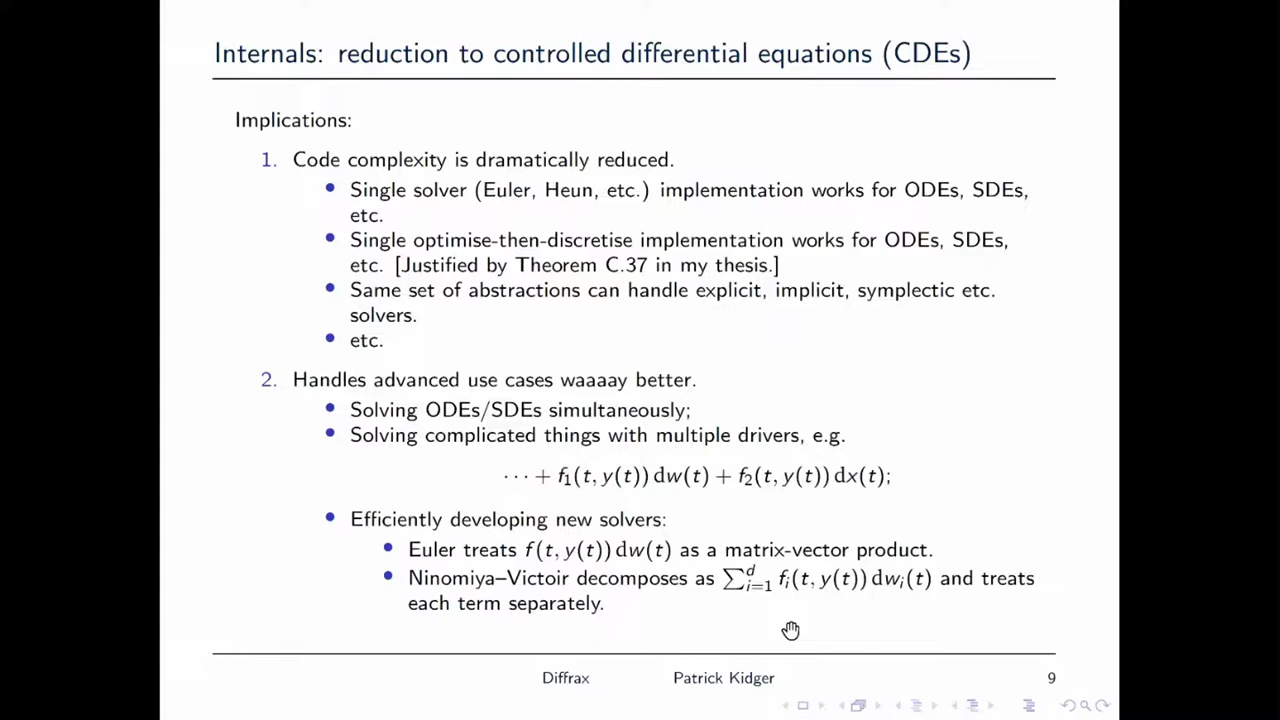 Internals: reduction to controlled differential equations (CDEs)
Implications:
1. Code complexity is dramatically reduced.
• Single solver (Euler, Heun, etc.) implementation works for ODEs, SDEs,
etc.
• Single optimise-then-discretise implementation works for ODEs, SDEs,
etc. [Justified by Theorem C.37 in my thesis.]
• Same set of abstractions can handle explicit, implicit, symplectic etc.
solvers.
• etc.
2. Handles advanced use cases waaaay better.
• Solving ODEs/SDEs simultaneously;
• Solving complicated things with multiple drivers, e.g.
⋯ + f₁(t, y(t)) dw(t) + f₂(t, y(t)) dx(t);
• Efficiently developing new solvers:
• Euler treats f(t, y(t)) dw(t) as a matrix-vector product.
• Ninomiya–Victoir decomposes as ∑ᵈᵢ₌₁ fᵢ(t, y(t)) dwᵢ(t) and treats
each term separately.
Diffrax Patrick Kidger 9